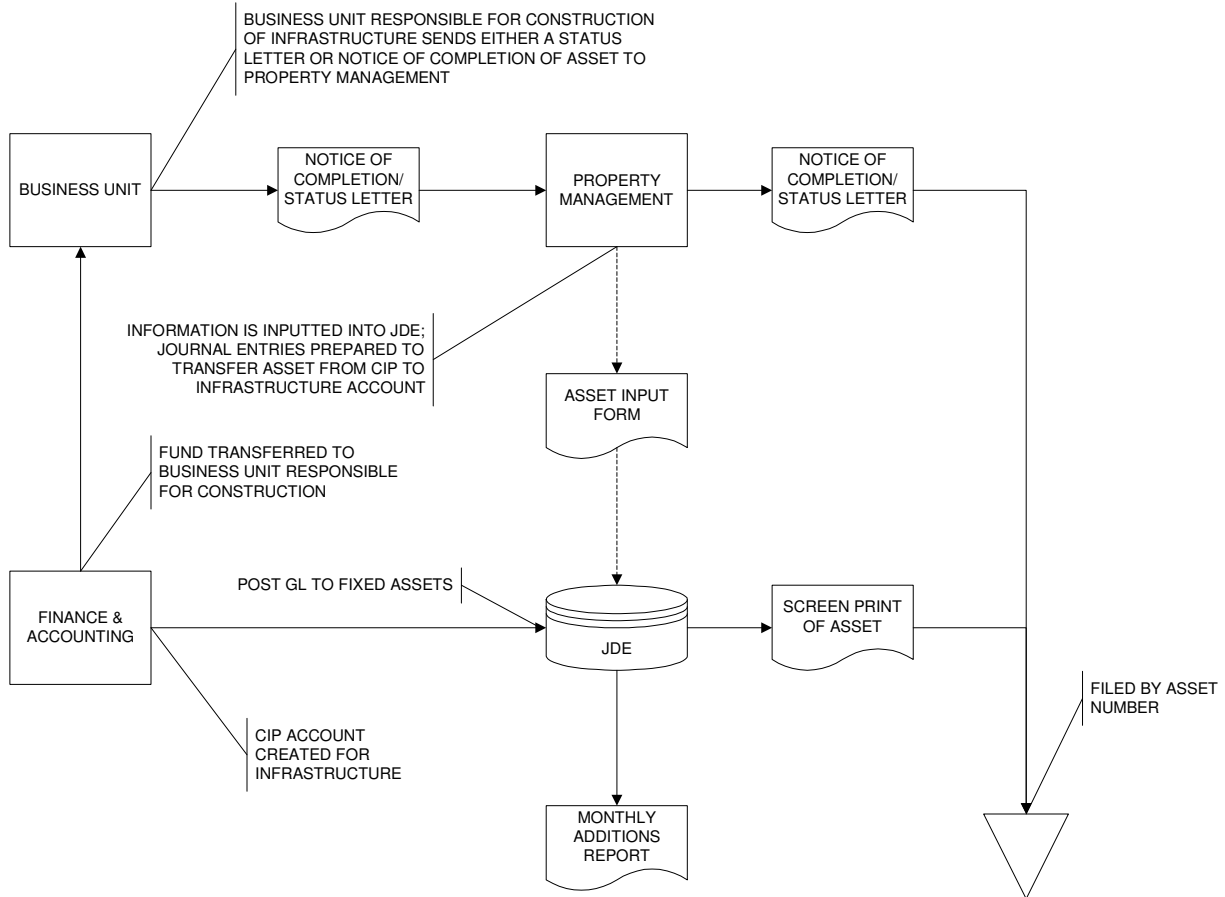 BUSINESS UNIT RESPONSIBLE FOR CONSTRUCTION
OF INFRASTRUCTURE SENDS EITHER A STATUS
LETTER OR NOTICE OF COMPLETION OF ASSET TO
PROPERTY MANAGEMENT
BUSINESS UNIT
NOTICE OF
COMPLETION/
STATUS LETTER
PROPERTY
MANAGEMENT
NOTICE OF
COMPLETION/
STATUS LETTER
INFORMATION IS INPUTTED INTO JDE;
JOURNAL ENTRIES PREPARED TO
TRANSFER ASSET FROM CIP TO
INFRASTRUCTURE ACCOUNT
ASSET INPUT
FORM
FUND TRANSFERRED TO
BUSINESS UNIT RESPONSIBLE
FOR CONSTRUCTION
POST GL TO FIXED ASSETS
FINANCE &
ACCOUNTING
JDE
SCREEN PRINT
OF ASSET
FILED BY ASSET
NUMBER
CIP ACCOUNT
CREATED FOR
INFRASTRUCTURE
MONTHLY
ADDITIONS
REPORT